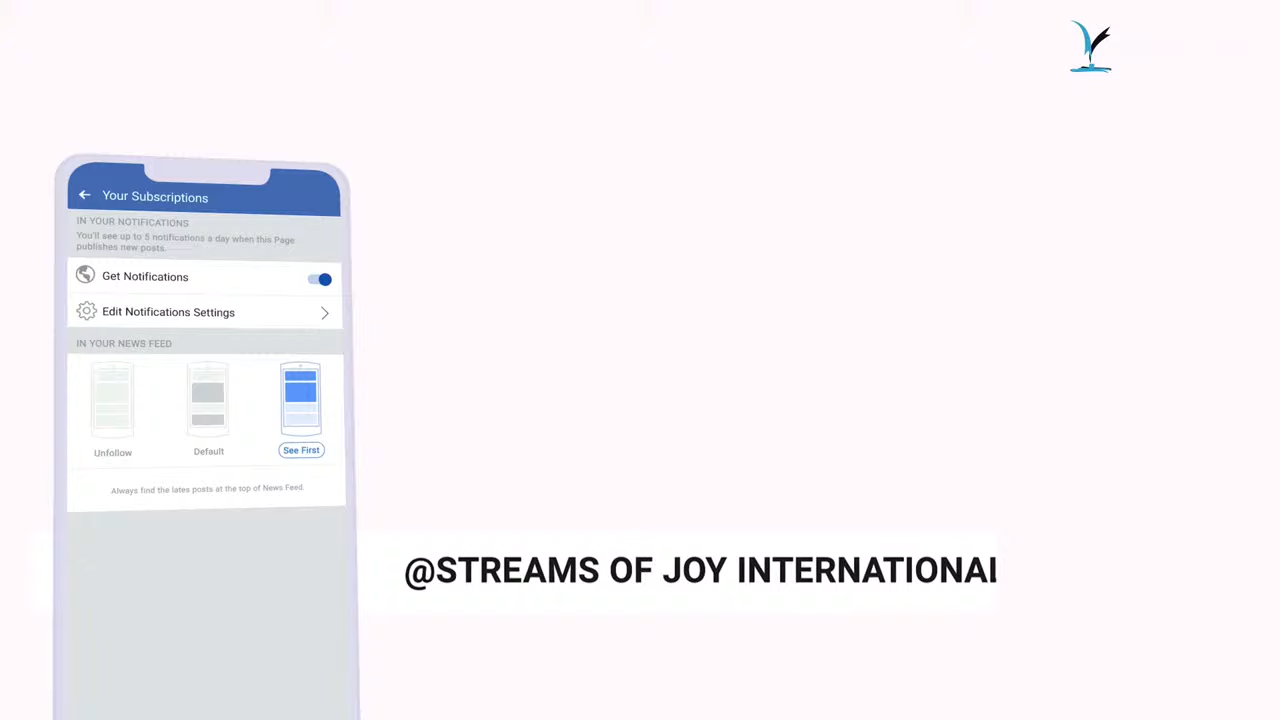 Your Subscriptions
IN YOUR NOTIFICATIONS
You'll see up to 5 notifications a day when this Page
publishes new posts.
Get Notifications
Edit Notifications Settings
IN YOUR NEWS FEED
Unfollow
Default
See First
Always find the lates posts at the top of News Feed.
@STREAMS OF JOY INTERNATIONAL